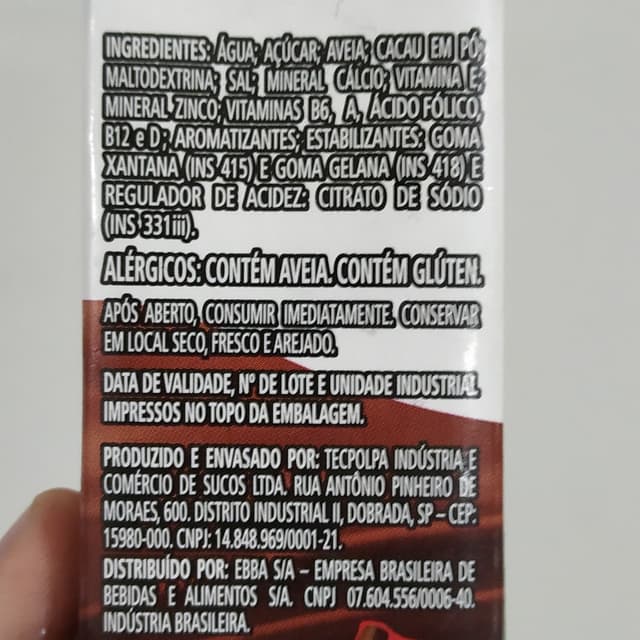 INGREDIENTES: ÁGUA; AÇÚCAR; AVEIA; CACAU EM PÓ;
MALTODEXTRINA; SAL; MINERAL CÁLCIO; VITAMINA E;
MINERAL ZINCO; VITAMINAS B6, A, ÁCIDO FÓLICO,
B12 e D; AROMATIZANTES; ESTABILIZANTES: GOMA
XANTANA (INS 415) E GOMA GELANA (INS 418) E
REGULADOR DE ACIDEZ: CITRATO DE SÓDIO
(INS 331iii).
ALÉRGICOS: CONTÉM AVEIA. CONTÉM GLÚTEN.
APÓS ABERTO, CONSUMIR IMEDIATAMENTE. CONSERVAR
EM LOCAL SECO, FRESCO E AREJADO.
DATA DE VALIDADE, Nº DE LOTE E UNIDADE INDUSTRIAL
IMPRESSOS NO TOPO DA EMBALAGEM.
PRODUZIDO E ENVASADO POR: TECPOLPA INDÚSTRIA E
COMÉRCIO DE SUCOS LTDA. RUA ANTÔNIO PINHEIRO DE
MORAES, 600. DISTRITO INDUSTRIAL II, DOBRADA, SP – CEP:
15980-000. CNPJ: 14.848.969/0001-21.
DISTRIBUÍDO POR: EBBA S/A – EMPRESA BRASILEIRA DE
BEBIDAS E ALIMENTOS S/A. CNPJ 07.604.556/0006-40.
INDÚSTRIA BRASILEIRA.